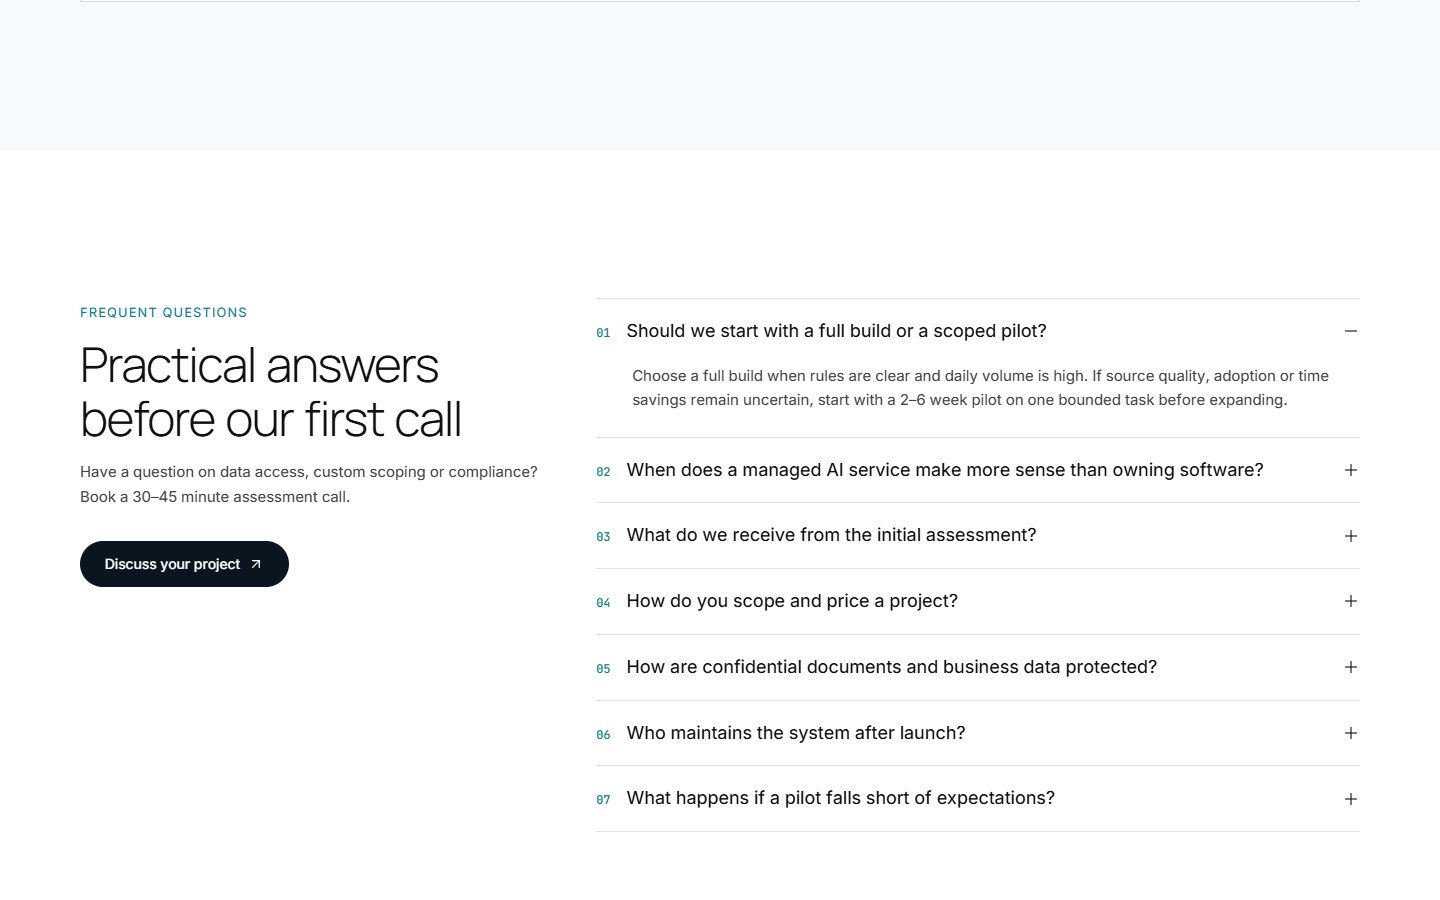 FREQUENT QUESTIONS
Practical answers
before our first call
Have a question on data access, custom scoping or compliance?
Book a 30–45 minute assessment call.
Discuss your project
01 Should we start with a full build or a scoped pilot?
Choose a full build when rules are clear and daily volume is high. If source quality, adoption or time
savings remain uncertain, start with a 2–6 week pilot on one bounded task before expanding.
02 When does a managed AI service make more sense than owning software?
03 What do we receive from the initial assessment?
04 How do you scope and price a project?
05 How are confidential documents and business data protected?
06 Who maintains the system after launch?
07 What happens if a pilot falls short of expectations?